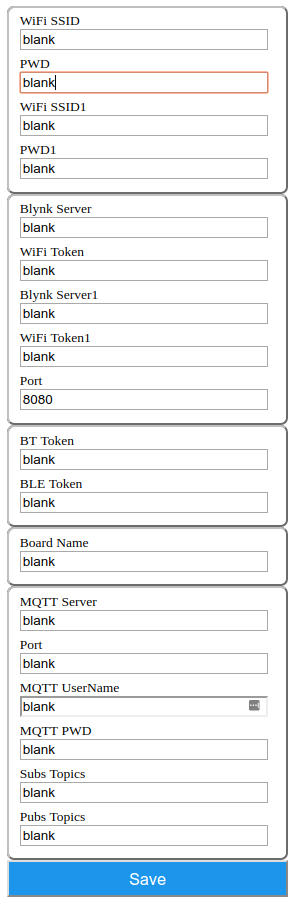 WiFi SSID
blank
PWD
blank
WiFi SSID1
blank
PWD1
blank
Blynk Server
blank
WiFi Token
blank
Blynk Server1
blank
WiFi Token1
blank
Port
8080
BT Token
blank
BLE Token
blank
Board Name
blank
MQTT Server
blank
Port
blank
MQTT UserName
blank
MQTT PWD
blank
Subs Topics
blank
Pubs Topics
blank
Save